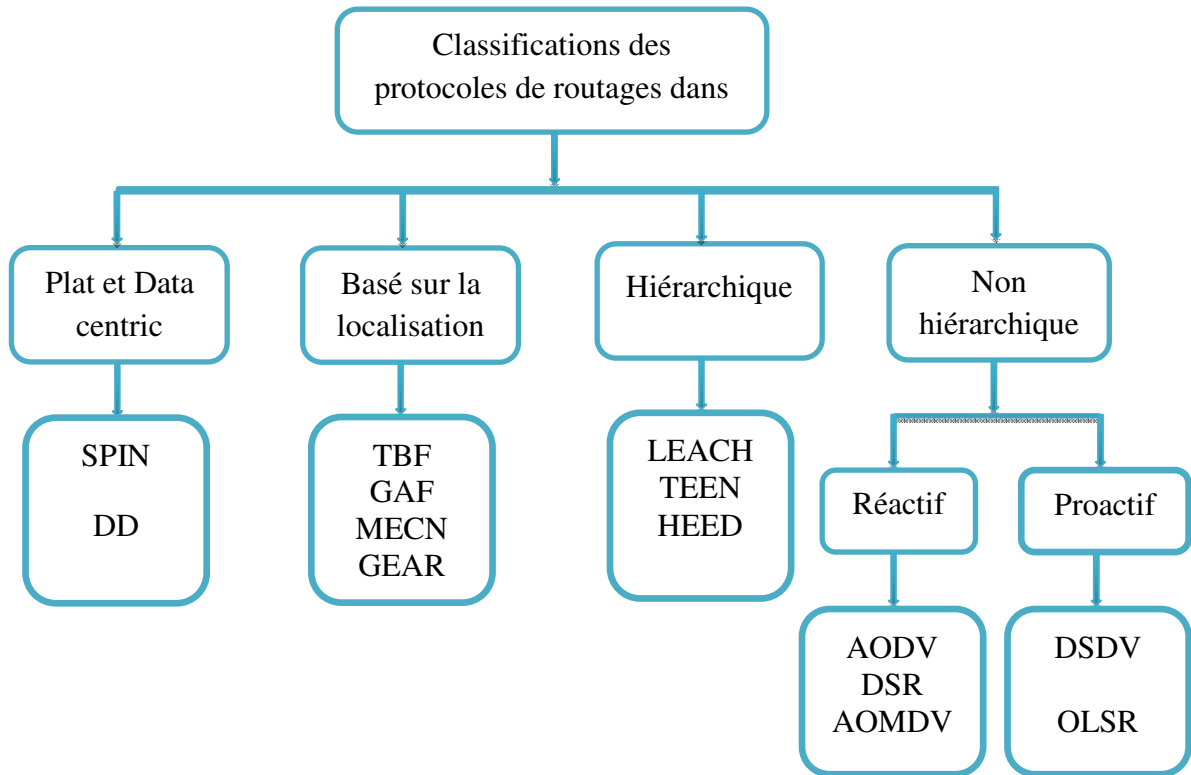 Classifications des
protocoles de routages dans
Plat et Data
centric
Basé sur la
localisation
Hiérarchique
Non
hiérarchique
SPIN
DD
TBF
GAF
MECN
GEAR
LEACH
TEEN
HEED
Réactif
Proactif
AODV
DSR
AOMDV
DSDV
OLSR